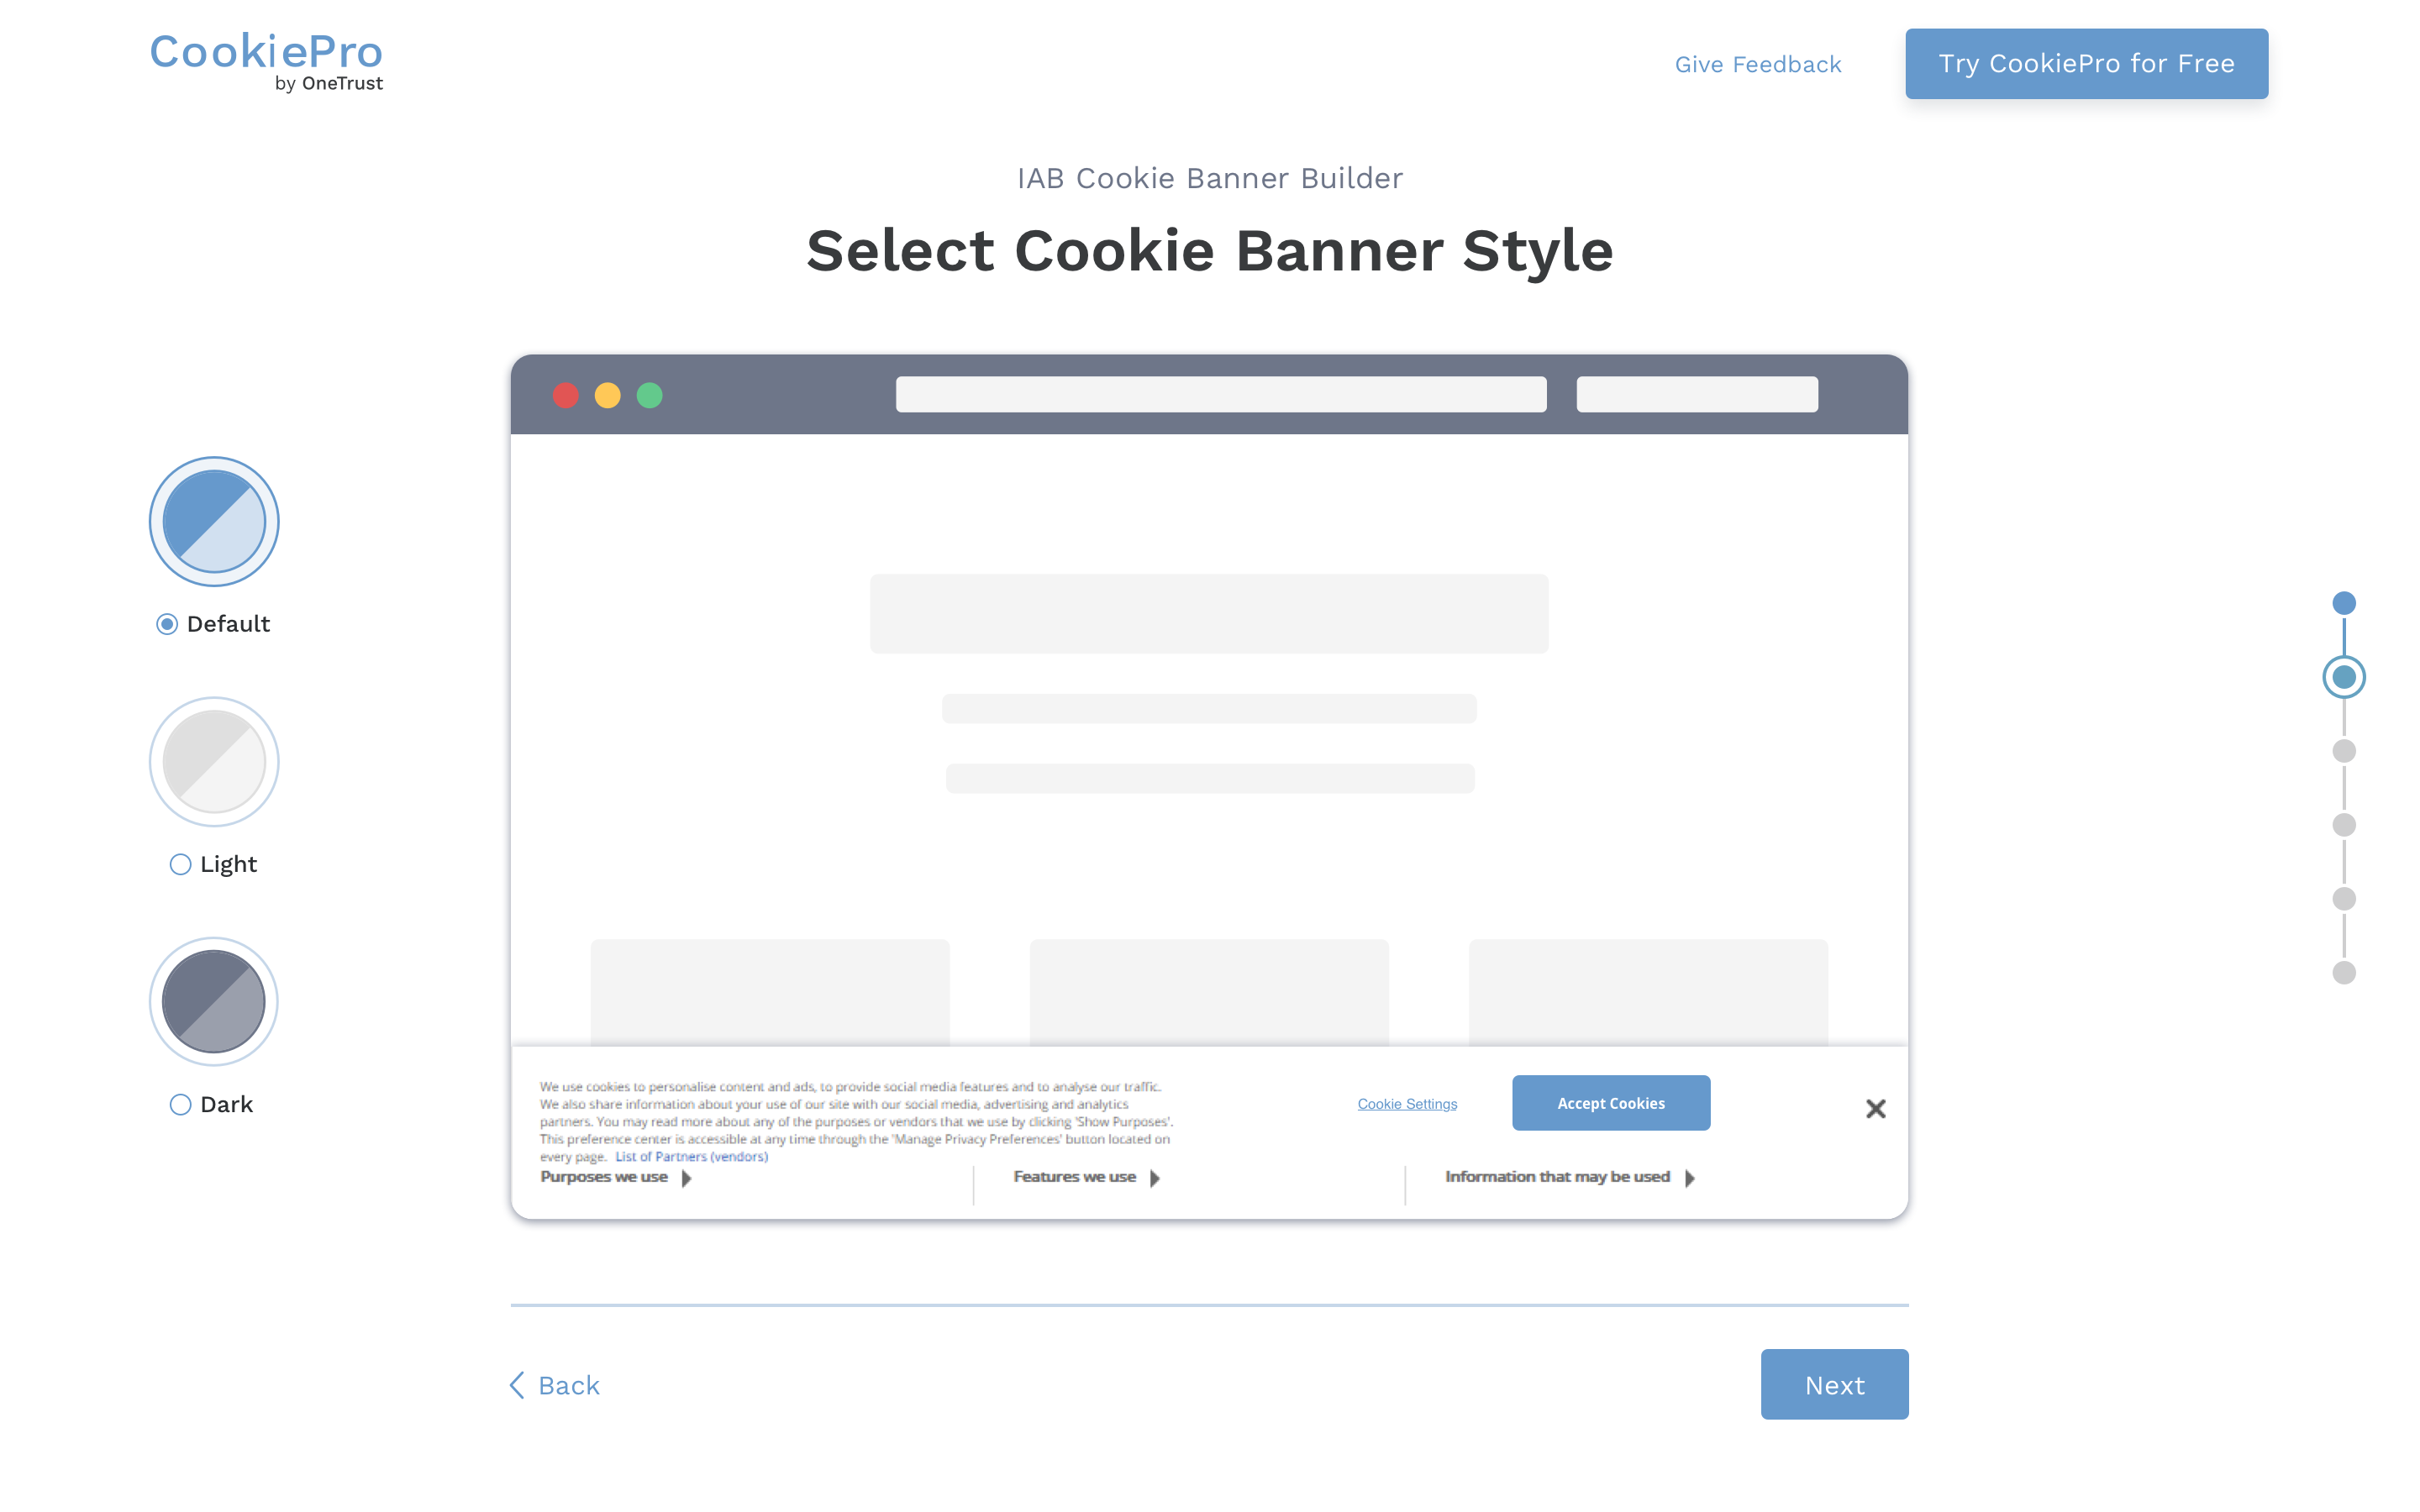 CookiePro
by OneTrust
Give Feedback
Try CookiePro for Free
IAB Cookie Banner Builder
Select Cookie Banner Style
Default
Light
Dark
We use cookies to personalise content and ads, to provide social media features and to analyse our traffic.
We also share information about your use of our site with our social media, advertising and analytics
partners. You may read more about any of the purposes or vendors that we use by clicking 'Show Purposes'.
This preference center is accessible at any time through the 'Manage Privacy Preferences' button located on
every page. List of Partners (vendors)
Cookie Settings
Accept Cookies
Purposes we use
Features we use
Information that may be used
Back
Next